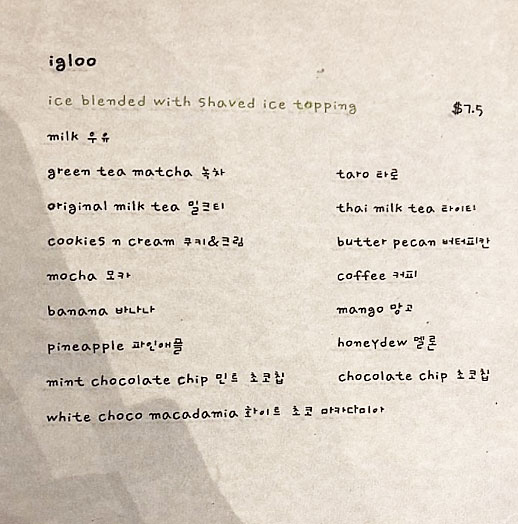 igloo
ice blended with shaved ice topping $7.5
milk 우유
green tea matcha 녹차 taro 타로
original milk tea 밀크티 thai milk tea 타이티
cookies n cream 쿠키&크림 butter pecan 버터피칸
mocha 모카 coffee 커피
banana 바나나 mango 망고
pineapple 파인애플 honeydew 멜론
mint chocolate chip 민트 초코칩 chocolate chip 초코칩
white choco macadamia 화이트 초코 마카다미아